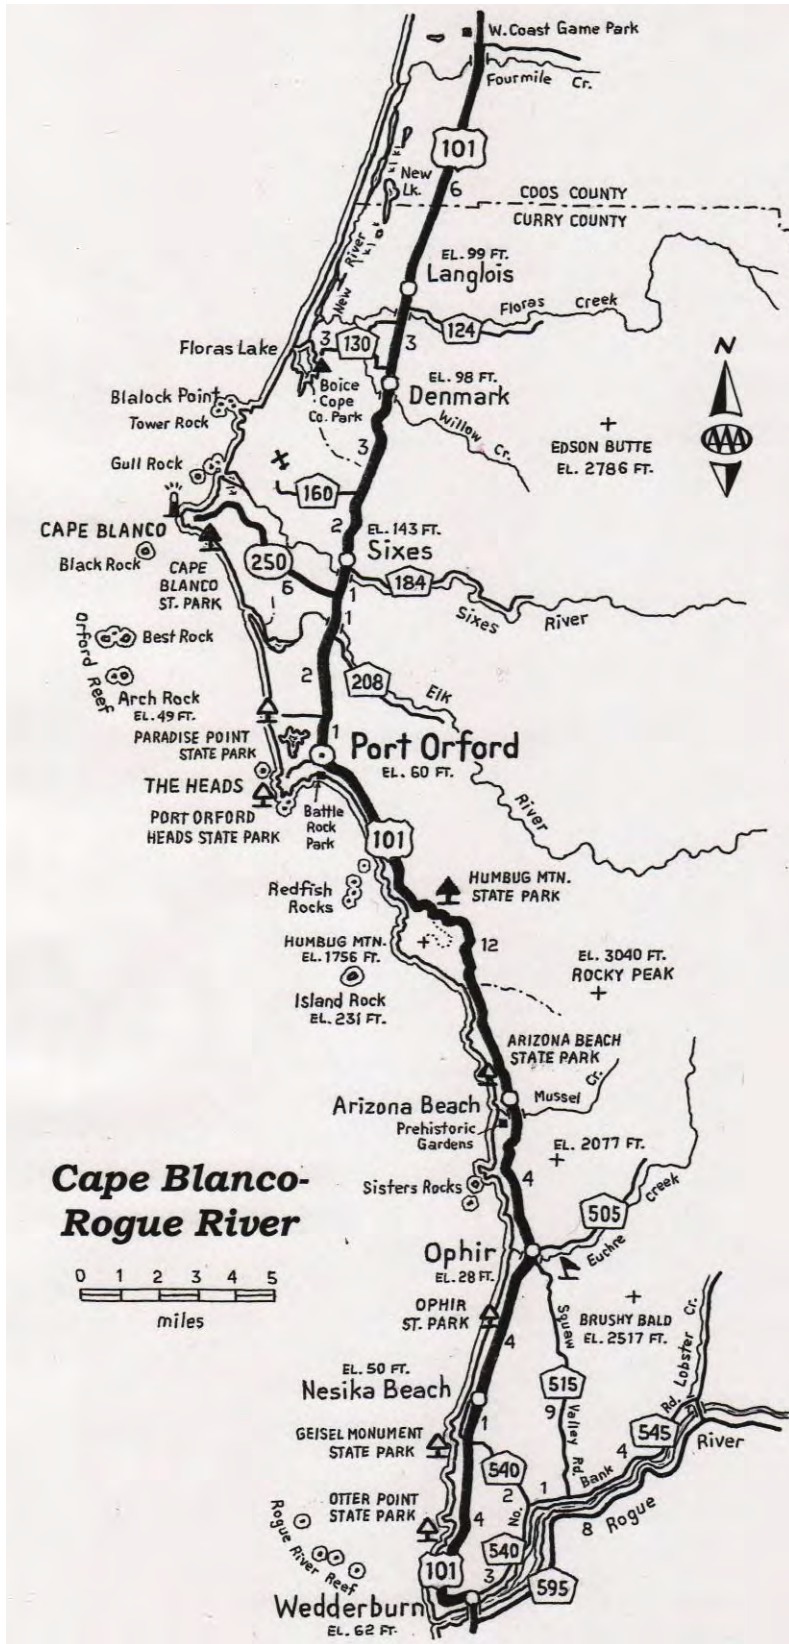 W. Coast Game Park
Fourmile Cr.
101
New
Lk.
6
COOS COUNTY
CURRY COUNTY
New River
EL. 99 FT.
Langlois
Floras Creek
124
3
Floras Lake
3
130
Boice
Cope
Co. Park
EL. 98 FT.
Denmark
Willow Cr.
N
AAA
Blalock Point
Tower Rock
EDSON BUTTE
EL. 2786 FT.
3
Gull Rock
160
2
CAPE BLANCO
EL. 143 FT.
Sixes
Black Rock
CAPE
BLANCO
ST. PARK
250
6
184
1
Sixes River
1
Orford Reef
Best Rock
2
208
Elk River
Arch Rock
EL. 49 FT.
PARADISE POINT
STATE PARK
1
Port Orford
EL. 60 FT.
THE HEADS
PORT ORFORD
HEADS STATE PARK
Battle
Rock
Park
101
Redfish
Rocks
HUMBUG MTN.
STATE PARK
HUMBUG MTN.
EL. 1756 FT.
12
EL. 3040 FT.
ROCKY PEAK
Island Rock
EL. 231 FT.
ARIZONA BEACH
STATE PARK
Arizona Beach
Mussel Cr.
Prehistoric
Gardens
EL. 2077 FT.
Cape Blanco-
Rogue River
Sisters Rocks
4
505
Euchre Creek
0 1 2 3 4 5
miles
Ophir
EL. 28 FT.
OPHIR
ST. PARK
4
Squaw Valley Rd.
BRUSHY BALD
EL. 2517 FT.
EL. 50 FT.
Nesika Beach
515
9
Lobster Cr.
Rd.
545
4
1
GEISEL MONUMENT
STATE PARK
540
2
1
No. Bank
Rogue River
8
OTTER POINT
STATE PARK
4
Rogue River Reef
540
101
3
595
Wedderburn
EL. 62 FT.